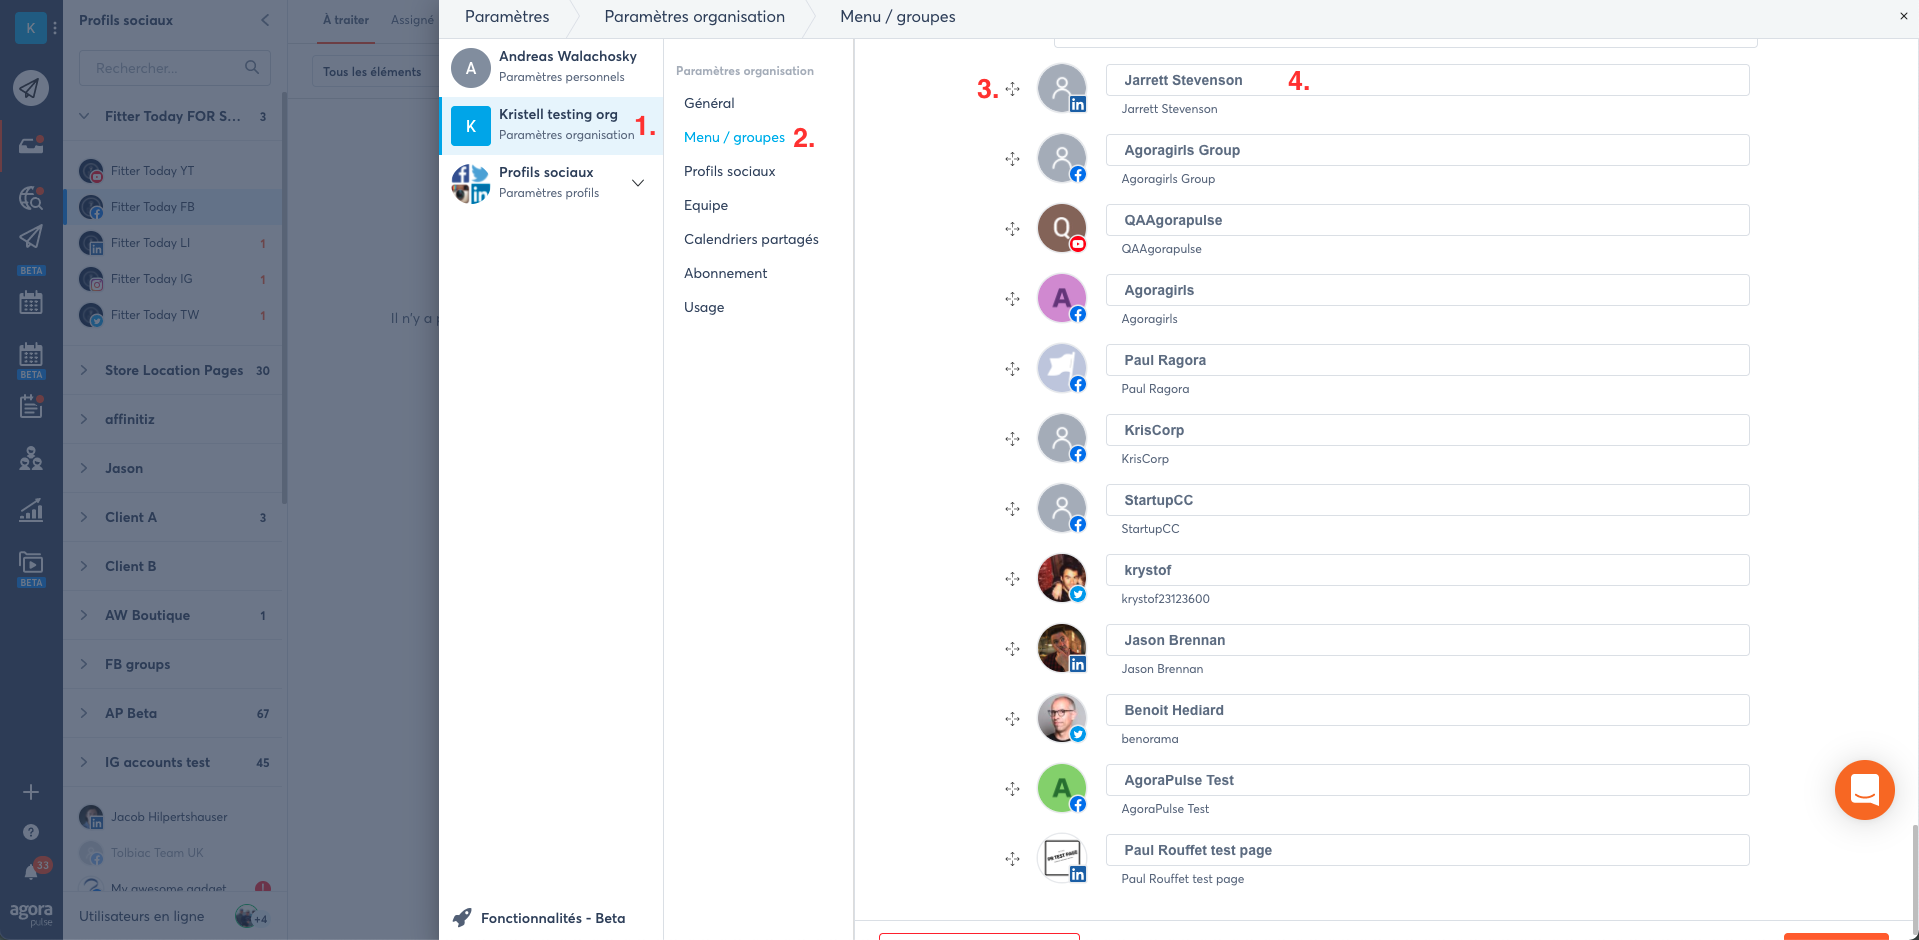 K
Profils sociaux
À traiter
Assigné
Rechercher...
Tous les éléments
Fitter Today FOR S...
3
Fitter Today YT
Fitter Today FB
Fitter Today LI
1
Fitter Today IG
1
Fitter Today TW
1
Il n'y a p
BETA
BETA
BETA
Store Location Pages
30
affinitiz
Jason
Client A
3
Client B
AW Boutique
1
FB groups
AP Beta
67
IG accounts test
45
Jacob Hilpertshauser
Tolbiac Team UK
My awesome gadget
!
33
agora
pulse
Utilisateurs en ligne
+4
Paramètres
Paramètres organisation
Menu / groupes
×
A
Andreas Walachosky
Paramètres personnels
K
Kristell testing org
Paramètres organisation
1.
Profils sociaux
Paramètres profils
Fonctionnalités - Beta
Paramètres organisation
Général
Menu / groupes
2.
Profils sociaux
Equipe
Calendriers partagés
Abonnement
Usage
3.
Jarrett Stevenson
4.
Jarrett Stevenson
Agoragirls Group
Agoragirls Group
Q
QAAgorapulse
QAAgorapulse
A
Agoragirls
Agoragirls
Paul Ragora
Paul Ragora
KrisCorp
KrisCorp
StartupCC
StartupCC
krystof
krystof23123600
Jason Brennan
Jason Brennan
Benoit Hediard
benorama
A
AgoraPulse Test
AgoraPulse Test
PR TEST PAGE
Paul Rouffet test page
Paul Rouffet test page